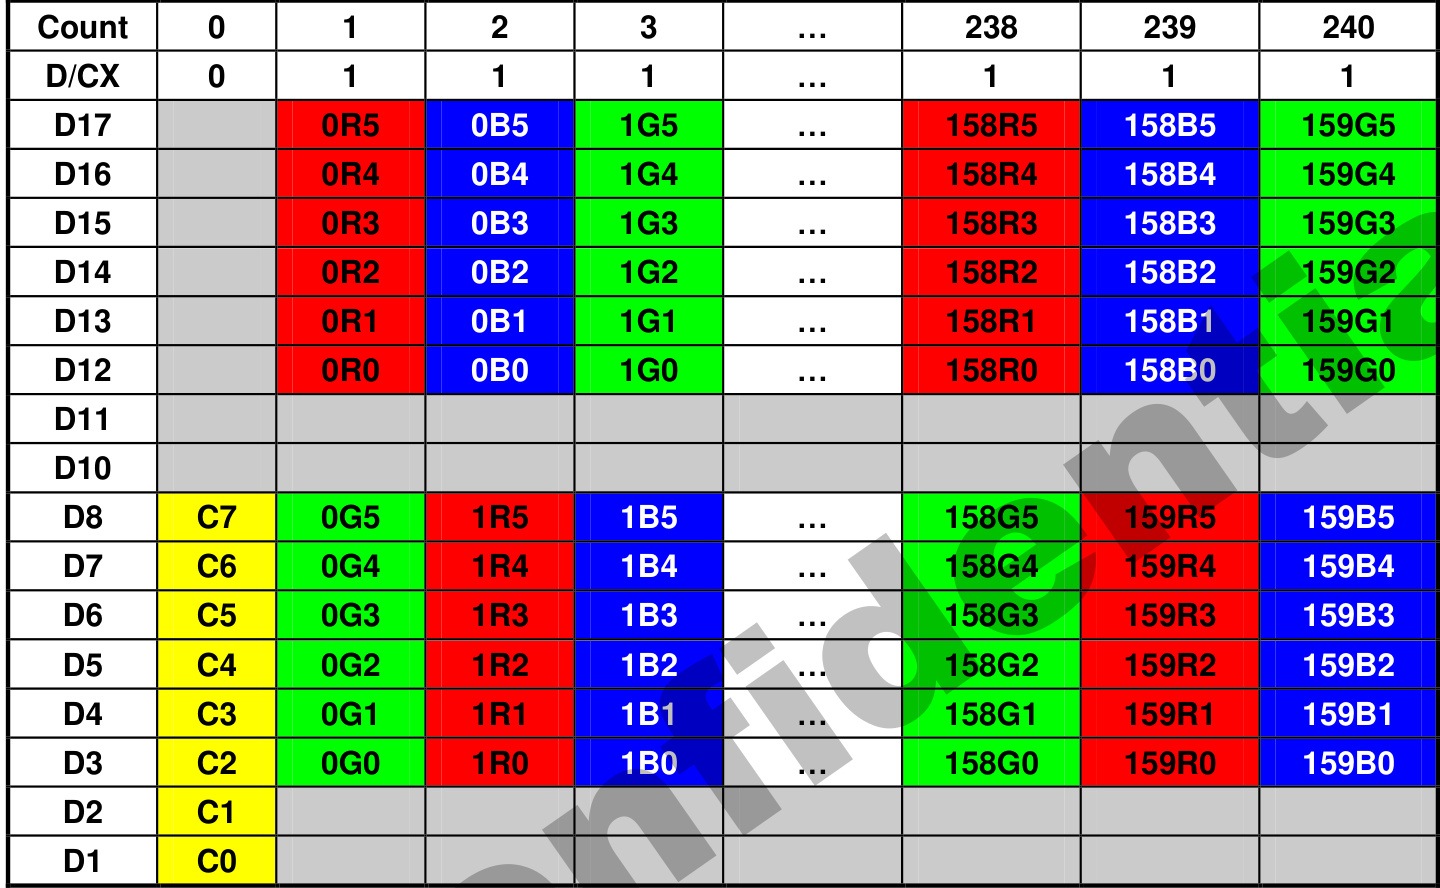 Count 0 1 2 3 ... 238 239 240
D/CX 0 1 1 1 ... 1 1 1
D17 0R5 0B5 1G5 ... 158R5 158B5 159G5
D16 0R4 0B4 1G4 ... 158R4 158B4 159G4
D15 0R3 0B3 1G3 ... 158R3 158B3 159G3
D14 0R2 0B2 1G2 ... 158R2 158B2 159G2
D13 0R1 0B1 1G1 ... 158R1 158B1 159G1
D12 0R0 0B0 1G0 ... 158R0 158B0 159G0
D11
D10
D8 C7 0G5 1R5 1B5 ... 158G5 159R5 159B5
D7 C6 0G4 1R4 1B4 ... 158G4 159R4 159B4
D6 C5 0G3 1R3 1B3 ... 158G3 159R3 159B3
D5 C4 0G2 1R2 1B2 ... 158G2 159R2 159B2
D4 C3 0G1 1R1 1B1 ... 158G1 159R1 159B1
D3 C2 0G0 1R0 1B0 ... 158G0 159R0 159B0
D2 C1
D1 C0
onfidentia